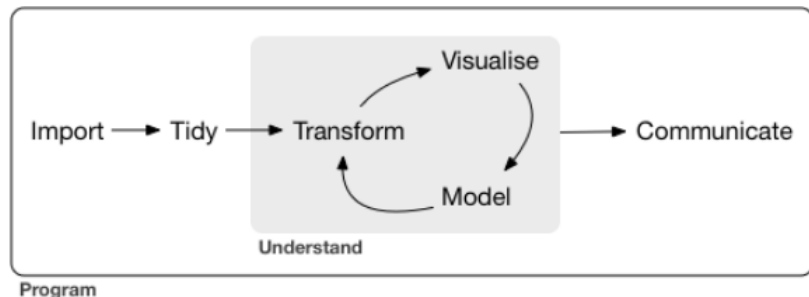 Visualise
Import Tidy Transform Communicate
Model
Understand
Program